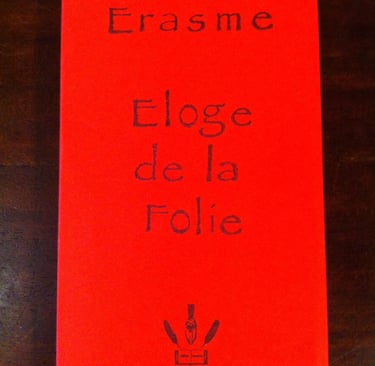 Erasme
Eloge
de la
Folie